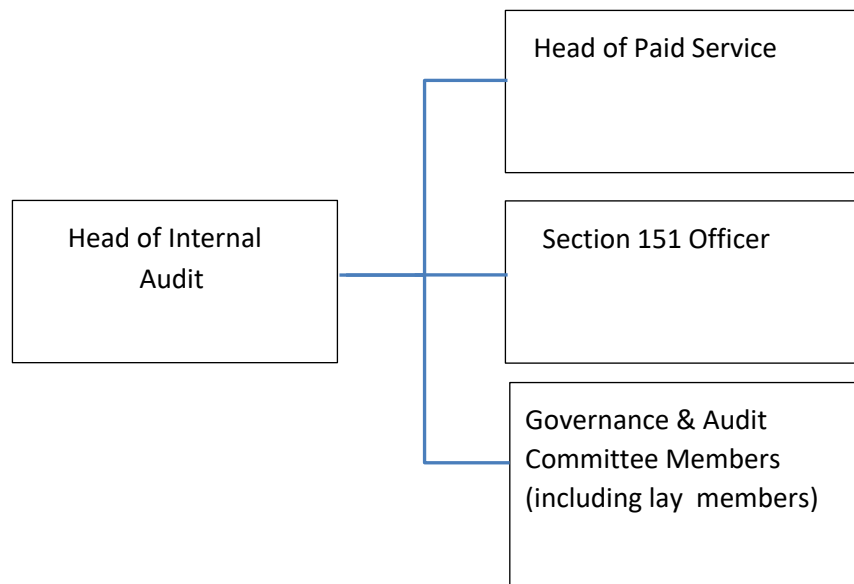 Head of Paid Service
Head of Internal
Audit
Section 151 Officer
Governance & Audit
Committee Members
(including lay  members)